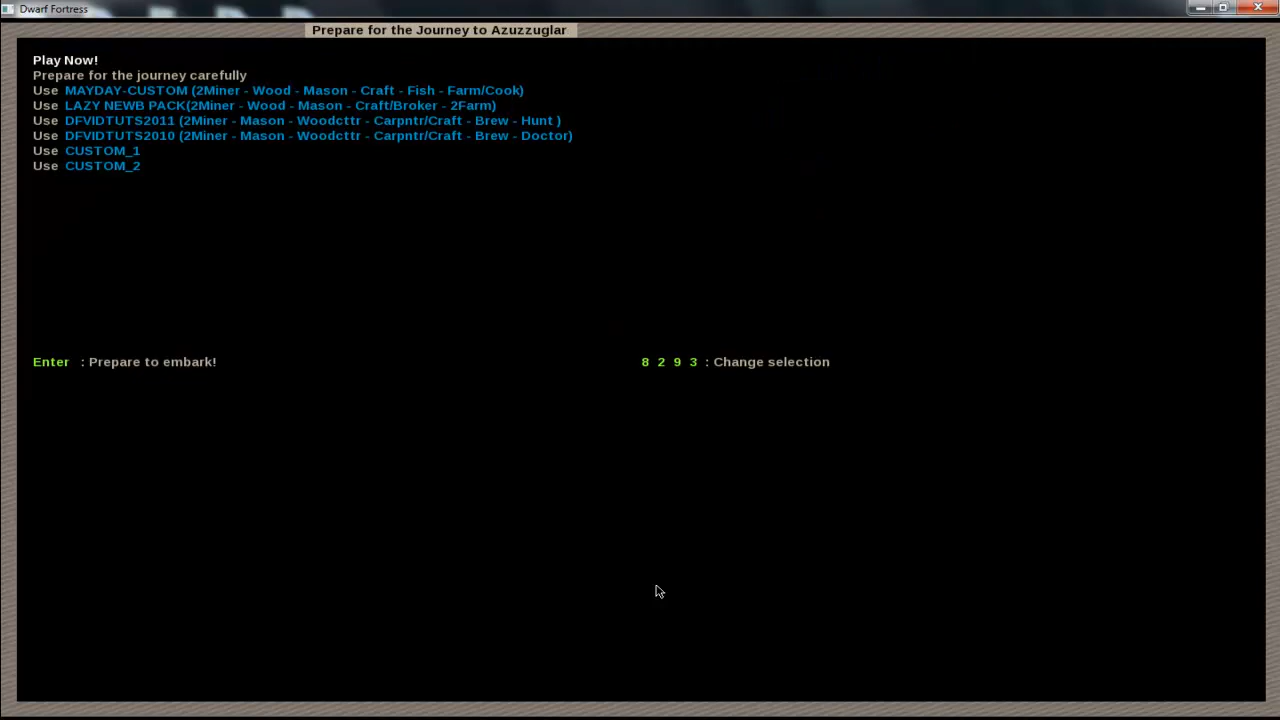 Dwarf Fortress
Prepare for the Journey to Azuzzuglar
Play Now!
Prepare for the journey carefully
Use MAYDAY-CUSTOM (2Miner - Wood - Mason - Craft - Fish - Farm/Cook)
Use LAZY NEWB PACK(2Miner - Wood - Mason - Craft/Broker - 2Farm)
Use DFVIDTUTS2011 (2Miner - Mason - Woodcttr - Carpntr/Craft - Brew - Hunt )
Use DFVIDTUTS2010 (2Miner - Mason - Woodcttr - Carpntr/Craft - Brew - Doctor)
Use CUSTOM_1
Use CUSTOM_2
Enter : Prepare to embark! 8 2 9 3 : Change selection